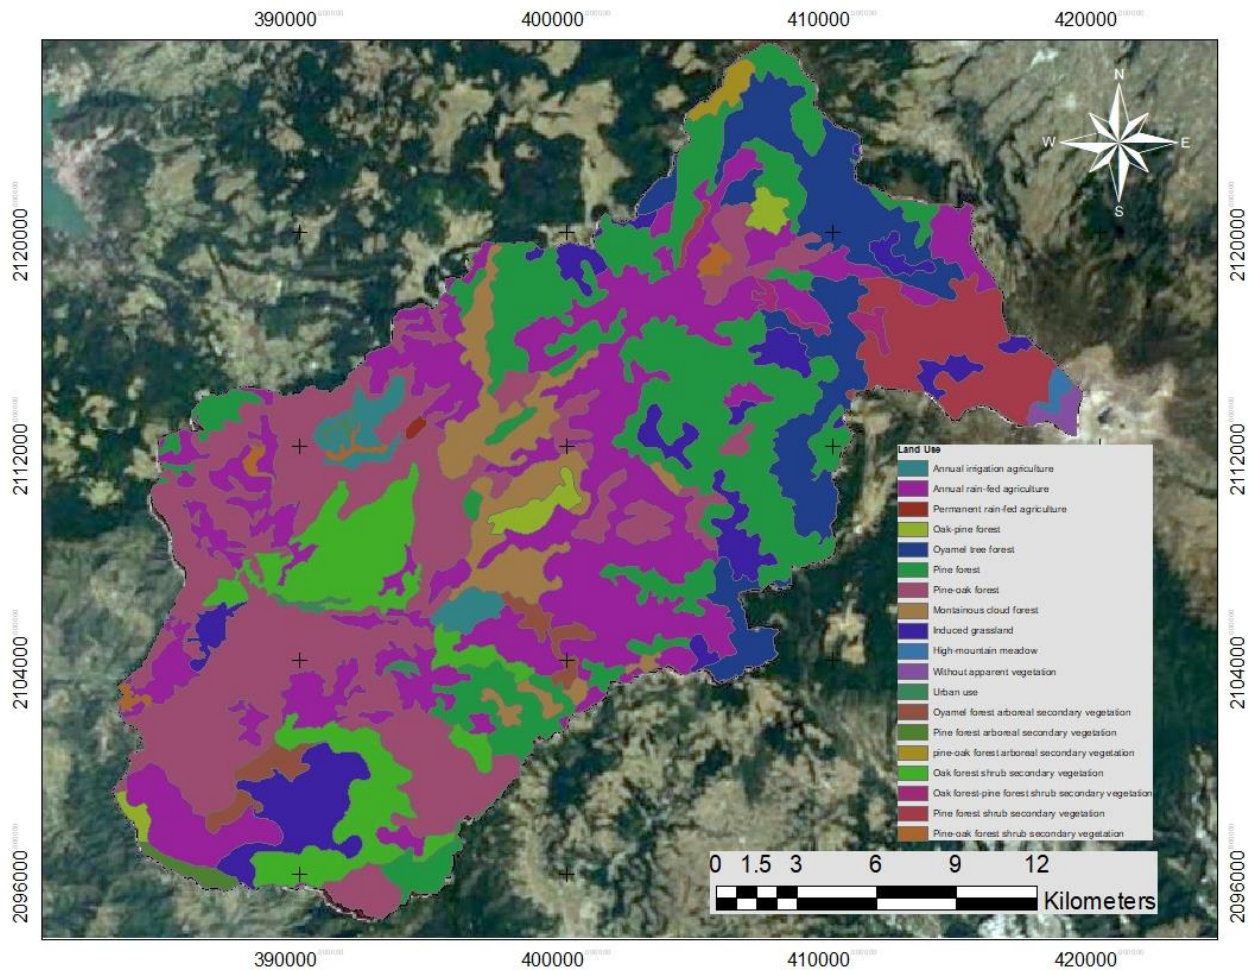 390000 400000 410000 420000
N
W E
S
2120000 2120000
2112000 2112000
2104000 2104000
2096000 2096000
Land Use
Annual irrigation agriculture
Annual rain-fed agriculture
Permanent rain-fed agriculture
Oak-pine forest
Oyamel tree forest
Pine forest
Pine-oak forest
Montainous cloud forest
Induced grassland
High-mountain meadow
Without apparent vegetation
Urban use
Oyamel forest arboreal secondary vegetation
Pine forest arboreal secondary vegetation
pine-oak forest arboreal secondary vegetation
Oak forest shrub secondary vegetation
Oak forest-pine forest shrub secondary vegetation
Pine forest shrub secondary vegetation
Pine-oak forest shrub secondary vegetation
0 1.5 3 6 9 12
Kilometers
390000 400000 410000 420000